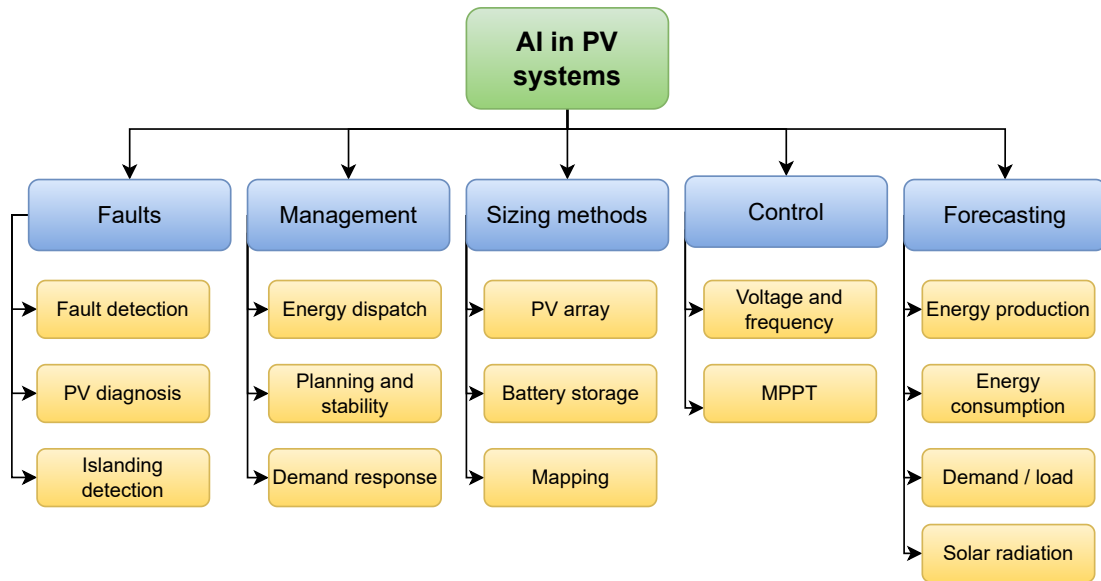 AI in PV
systems
Faults
Management
Sizing methods
Control
Forecasting
Fault detection
PV diagnosis
Islanding
detection
Energy dispatch
Planning and
stability
Demand response
PV array
Battery storage
Mapping
Voltage and
frequency
MPPT
Energy production
Energy
consumption
Demand / load
Solar radiation